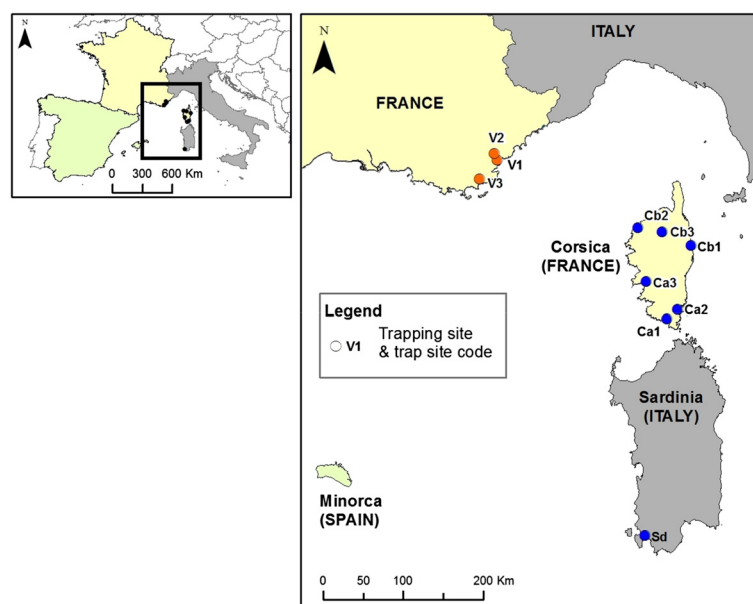 N
0 300 600 Km
N
ITALY
FRANCE
V2
V1
V3
Cb2
Cb3
Cb1
Corsica
(FRANCE)
Ca3
Ca2
Ca1
Legend
V1
Trapping site
& trap site code
Sardinia
(ITALY)
Minorca
(SPAIN)
Sd
0 50 100 200 Km